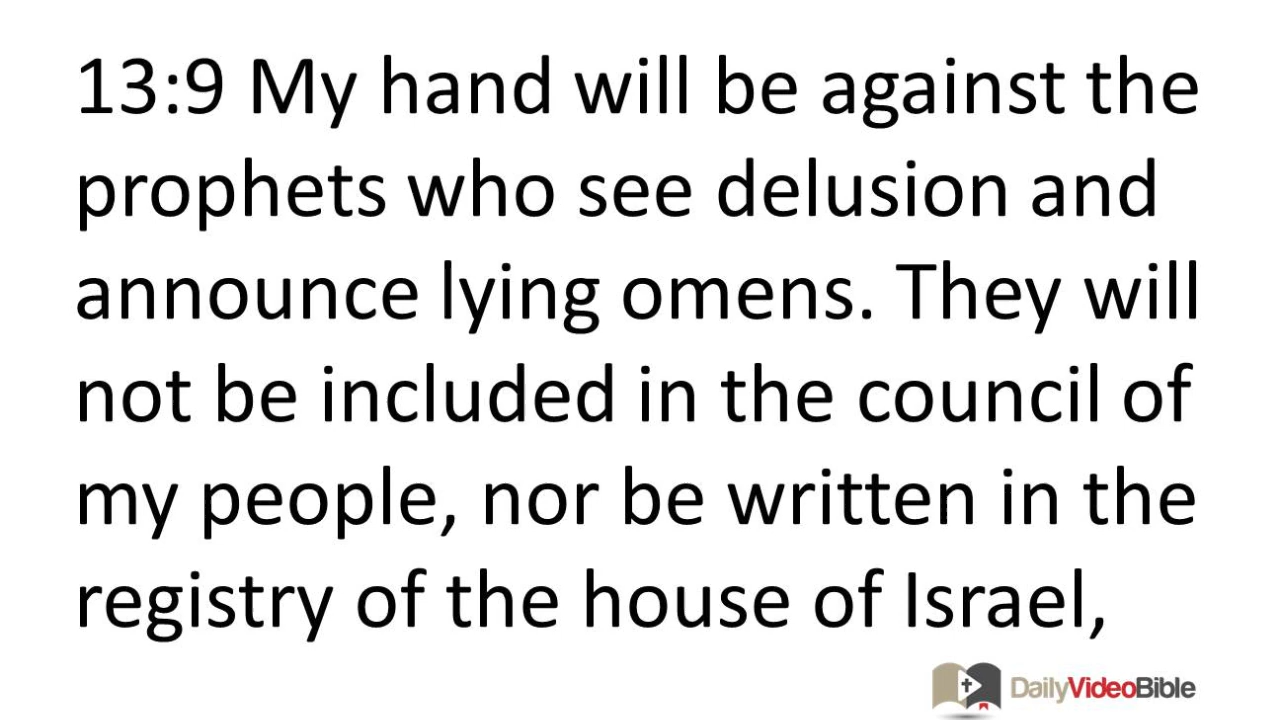 13:9 My hand will be against the
prophets who see delusion and
announce lying omens. They will
not be included in the council of
my people, nor be written in the
registry of the house of Israel,
DailyVideoBible